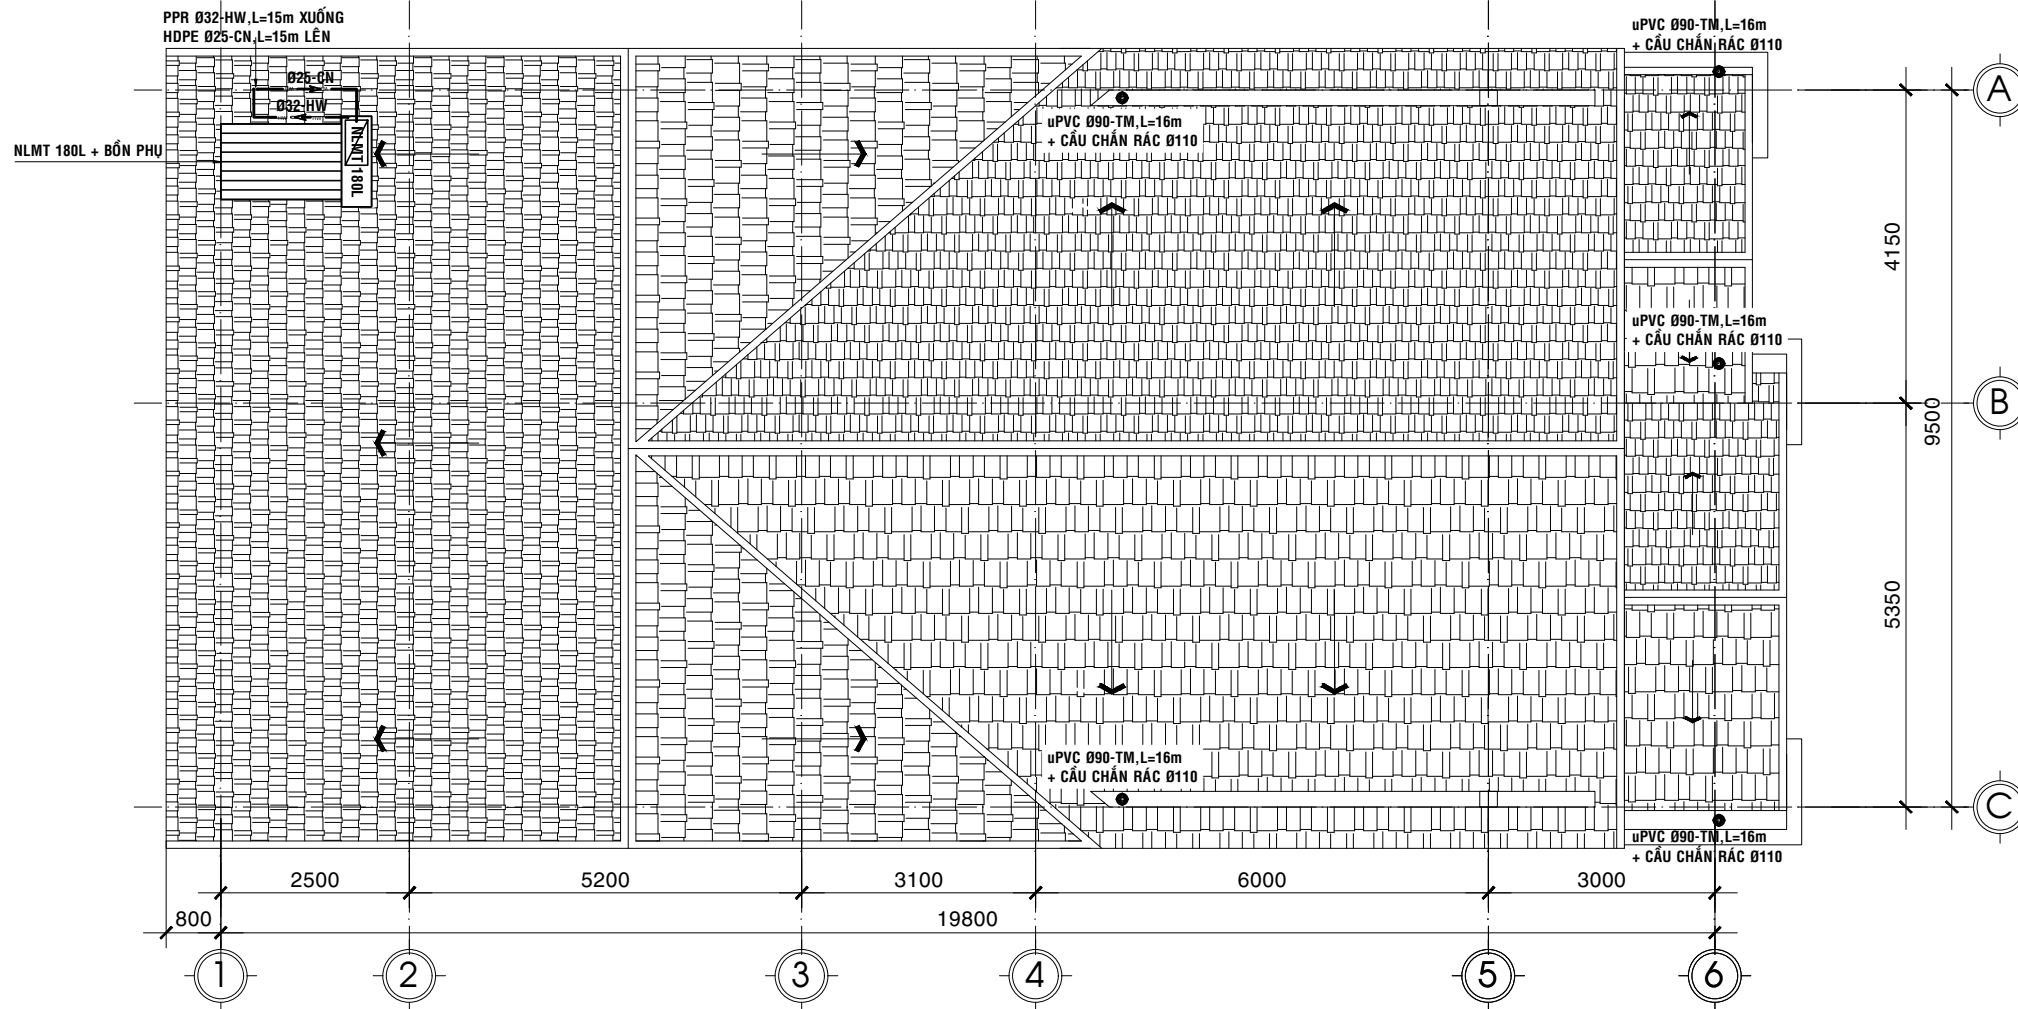 PPR Ø32-HW,L=15m XUỐNG
HDPE Ø25-CN,L=15m LÊN
Ø25-CN
Ø32-HW
NLMT 180L + BỒN PHỤ
NLMT 180L
uPVC Ø90-TM,L=16m
+ CẦU CHẮN RÁC Ø110
uPVC Ø90-TM,L=16m
+ CẦU CHẮN RÁC Ø110
uPVC Ø90-TM,L=16m
+ CẦU CHẮN RÁC Ø110
uPVC Ø90-TM,L=16m
+ CẦU CHẮN RÁC Ø110
uPVC Ø90-TM,L=16m
+ CẦU CHẮN RÁC Ø110
A
B
C
4150
9500
5350
2500
5200
3100
6000
3000
800
19800
1
2
3
4
5
6